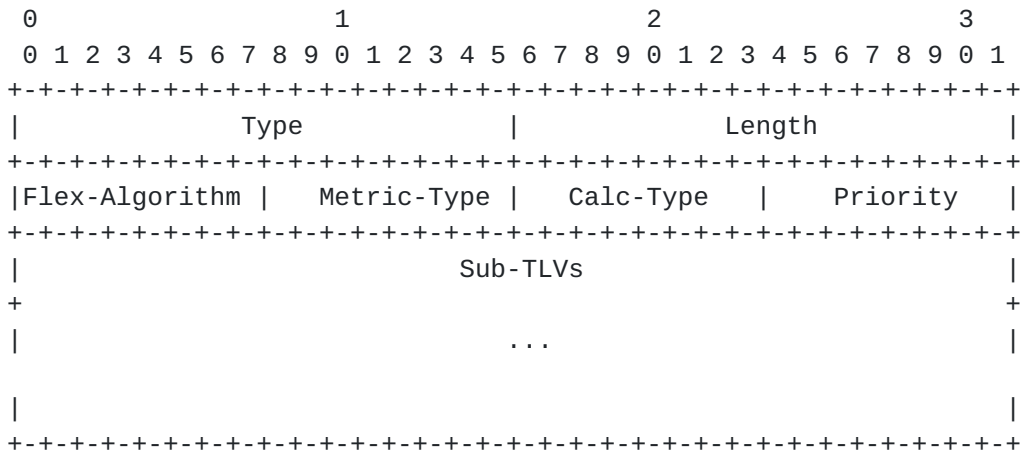 0                   1                   2                   3
 0 1 2 3 4 5 6 7 8 9 0 1 2 3 4 5 6 7 8 9 0 1 2 3 4 5 6 7 8 9 0 1
+-+-+-+-+-+-+-+-+-+-+-+-+-+-+-+-+-+-+-+-+-+-+-+-+-+-+-+-+-+-+-+-+
|              Type             |             Length            |
+-+-+-+-+-+-+-+-+-+-+-+-+-+-+-+-+-+-+-+-+-+-+-+-+-+-+-+-+-+-+-+-+
|Flex-Algorithm |   Metric-Type |   Calc-Type   |    Priority   |
+-+-+-+-+-+-+-+-+-+-+-+-+-+-+-+-+-+-+-+-+-+-+-+-+-+-+-+-+-+-+-+-+
|                            Sub-TLVs                           |
+                                                               +
|                               ...                             |

|                                                               |
+-+-+-+-+-+-+-+-+-+-+-+-+-+-+-+-+-+-+-+-+-+-+-+-+-+-+-+-+-+-+-+-+